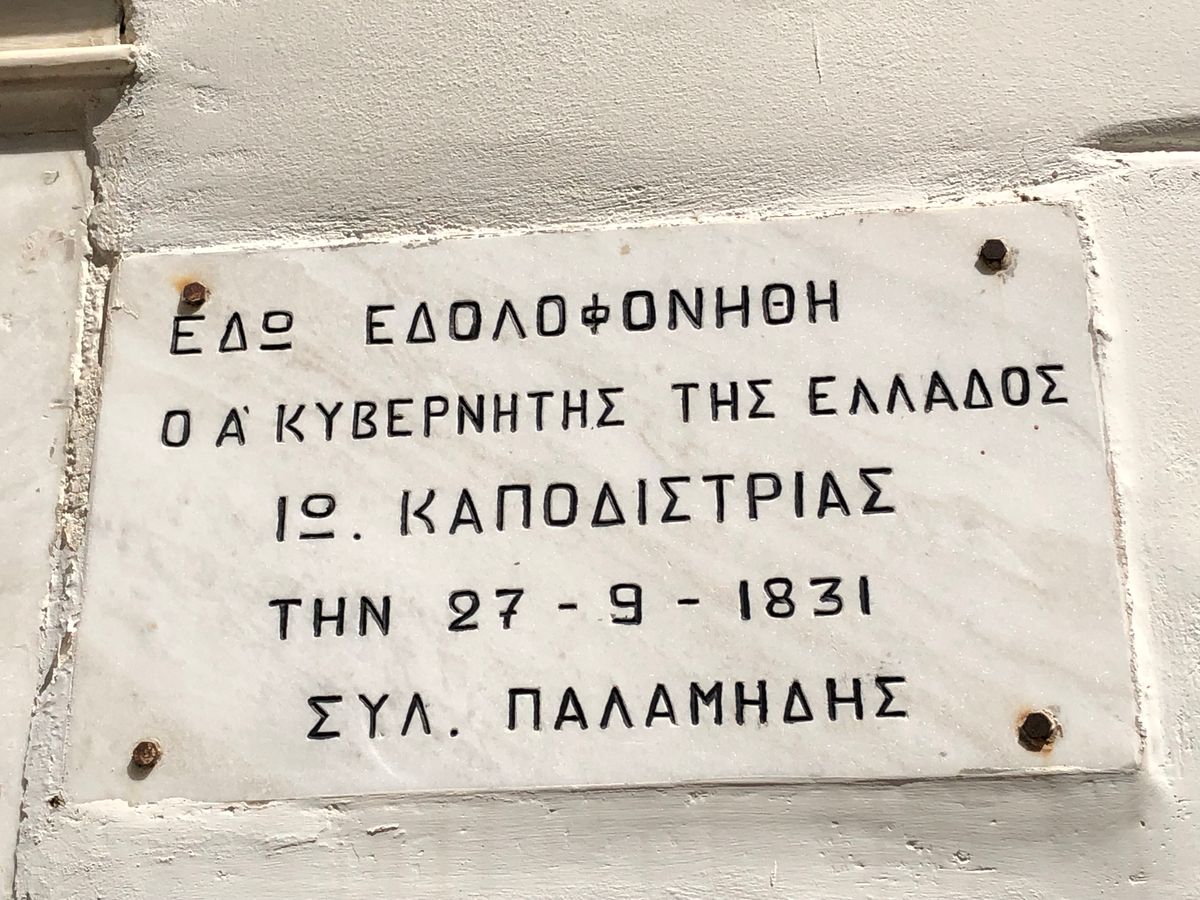 ΕΔΩ ΕΔΟΛΟΦΟΝΗΘΗ
Ο Α' ΚΥΒΕΡΝΗΤΗΣ ΤΗΣ ΕΛΛΑΔΟΣ
ΙΩ. ΚΑΠΟΔΙΣΤΡΙΑΣ
ΤΗΝ 27 - 9 - 1831
ΣΥΛ. ΠΑΛΑΜΗΔΗΣ